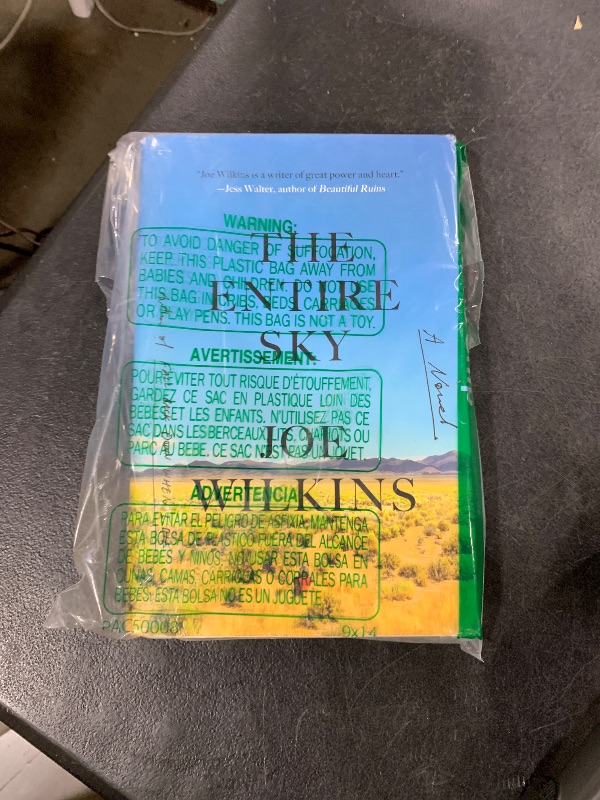 "Joe Wilkins is a writer of great power and heart."
—Jess Walter, author of Beautiful Ruins
WARNING:
TO AVOID DANGER OF SUFFOCATION,
KEEP THIS PLASTIC BAG AWAY FROM
BABIES AND CHILDREN. DO NOT USE
THIS BAG IN CRIBS, BEDS, CARRIAGES
OR PLAY PENS. THIS BAG IS NOT A TOY.
THE
ENTIRE
SKY
A Novel
AVERTISSEMENT:
POUR ÉVITER TOUT RISQUE D'ÉTOUFFEMENT,
GARDEZ CE SAC EN PLASTIQUE LOIN DES
BEBES ET LES ENFANTS. N'UTILISEZ PAS CE
SAC DANS LES BERCEAUX, LITS, CHARIOTS OU
PARC AU BEBE. CE SAC N'EST PAS UN JOUET.
JOE
WILKINS
ADVERTENCIA:
PARA EVITAR EL PELIGRO DE ASFIXIA, MANTENGA
ESTA BOLSA DE PLASTICO FUERA DEL ALCANCE
DE BEBES Y NINOS. NO USAR ESTA BOLSA EN
CUNAS, CAMAS, CARRIOLAS O CORRALES PARA
BEBES. ESTA BOLSA NO ES UN JUGUETE.
9x14